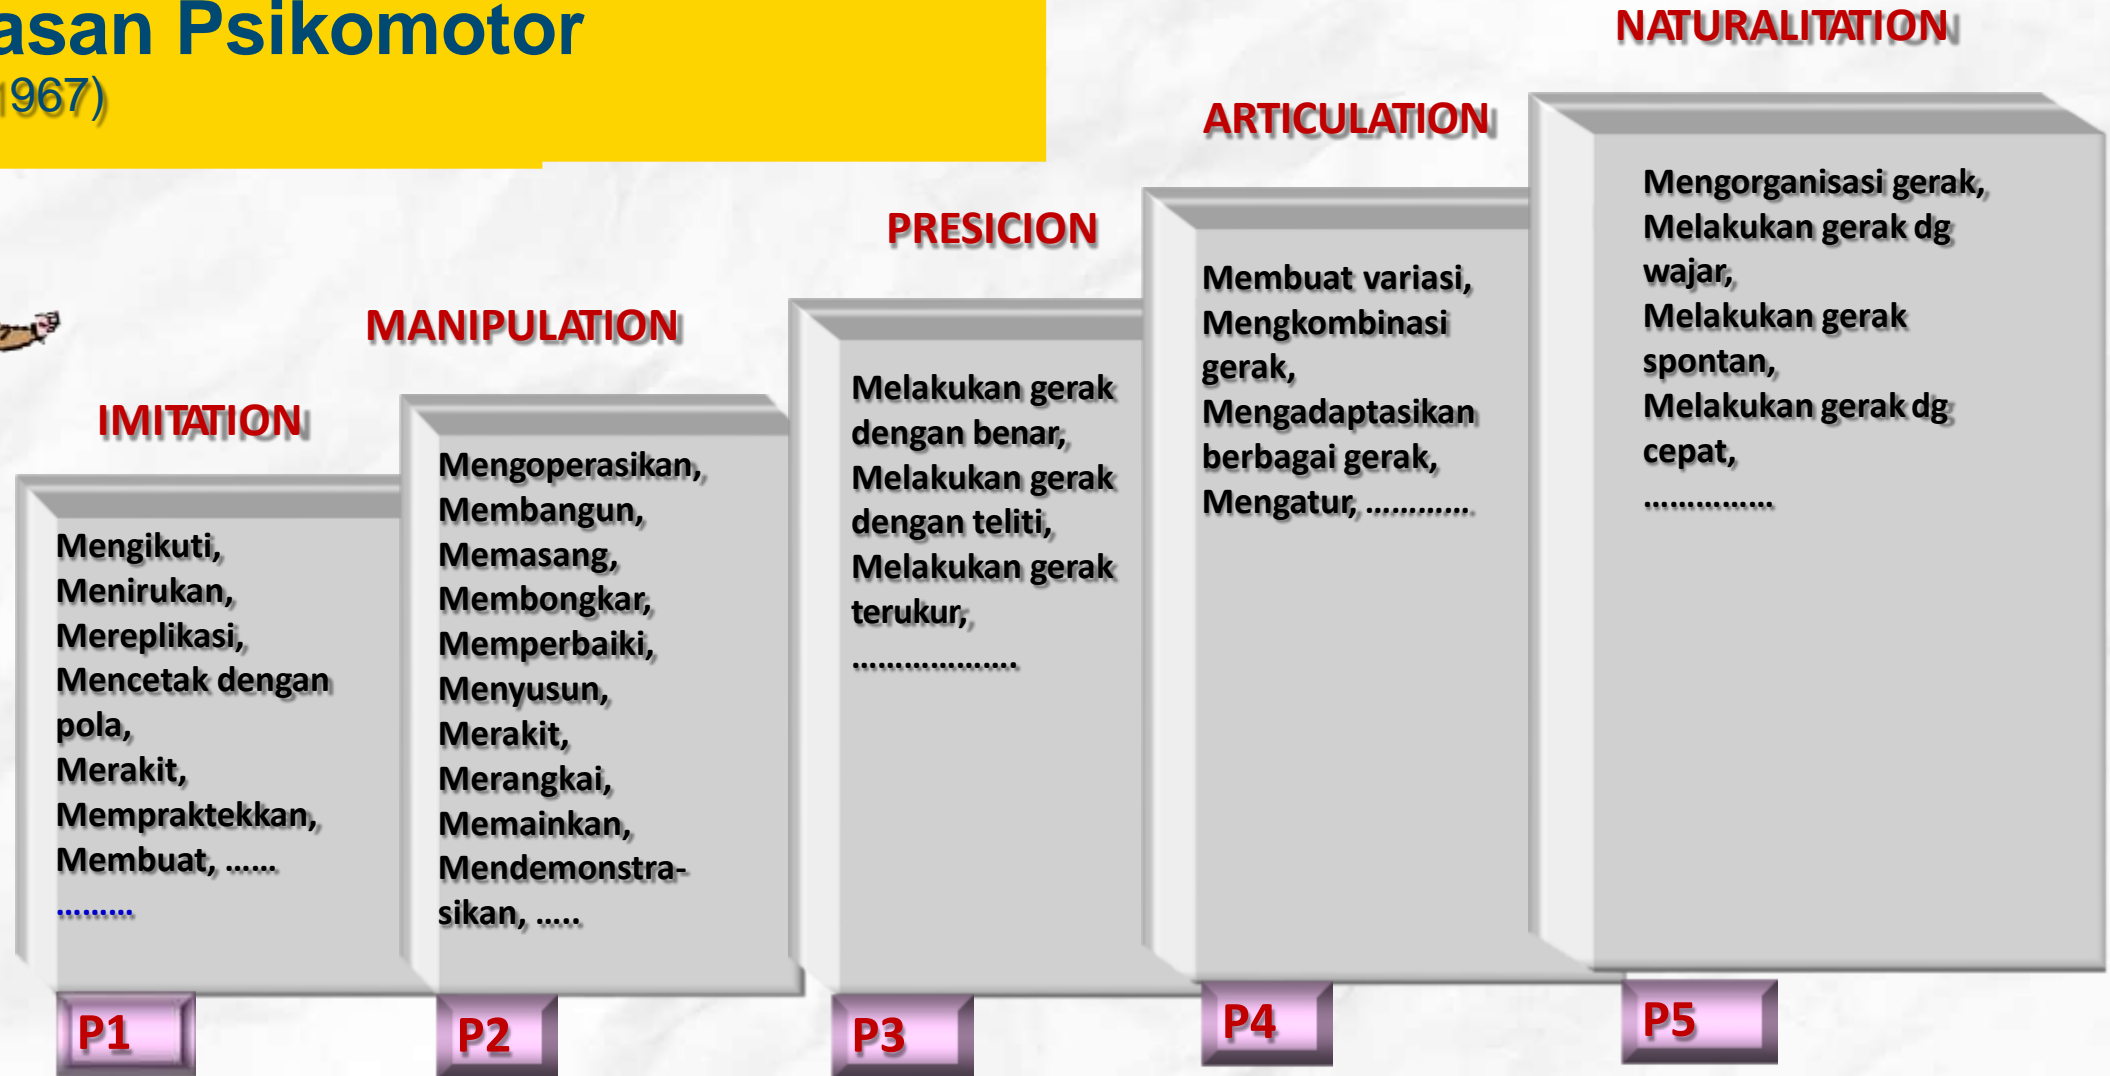 asan Psikomotor
1967)
NATURALITATION
ARTICULATION
PRESICION
MANIPULATION
IMITATION
Mengikuti,
Menirukan,
Mereplikasi,
Mencetak dengan
pola,
Merakit,
Mempraktekkan,
Membuat, ……
………
Mengoperasikan,
Membangun,
Memasang,
Membongkar,
Memperbaiki,
Menyusun,
Merakit,
Merangkai,
Memainkan,
Mendemonstra-
sikan, …..
Melakukan gerak
dengan benar,
Melakukan gerak
dengan teliti,
Melakukan gerak
terukur,
……………….
Membuat variasi,
Mengkombinasi
gerak,
Mengadaptasikan
berbagai gerak,
Mengatur, …………
Mengorganisasi gerak,
Melakukan gerak dg
wajar,
Melakukan gerak
spontan,
Melakukan gerak dg
cepat,
……………
P1
P2
P3
P4
P5